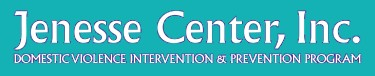 Jenesse Center, Inc.
DOMESTIC VIOLENCE INTERVENTION & PREVENTION PROGRAM